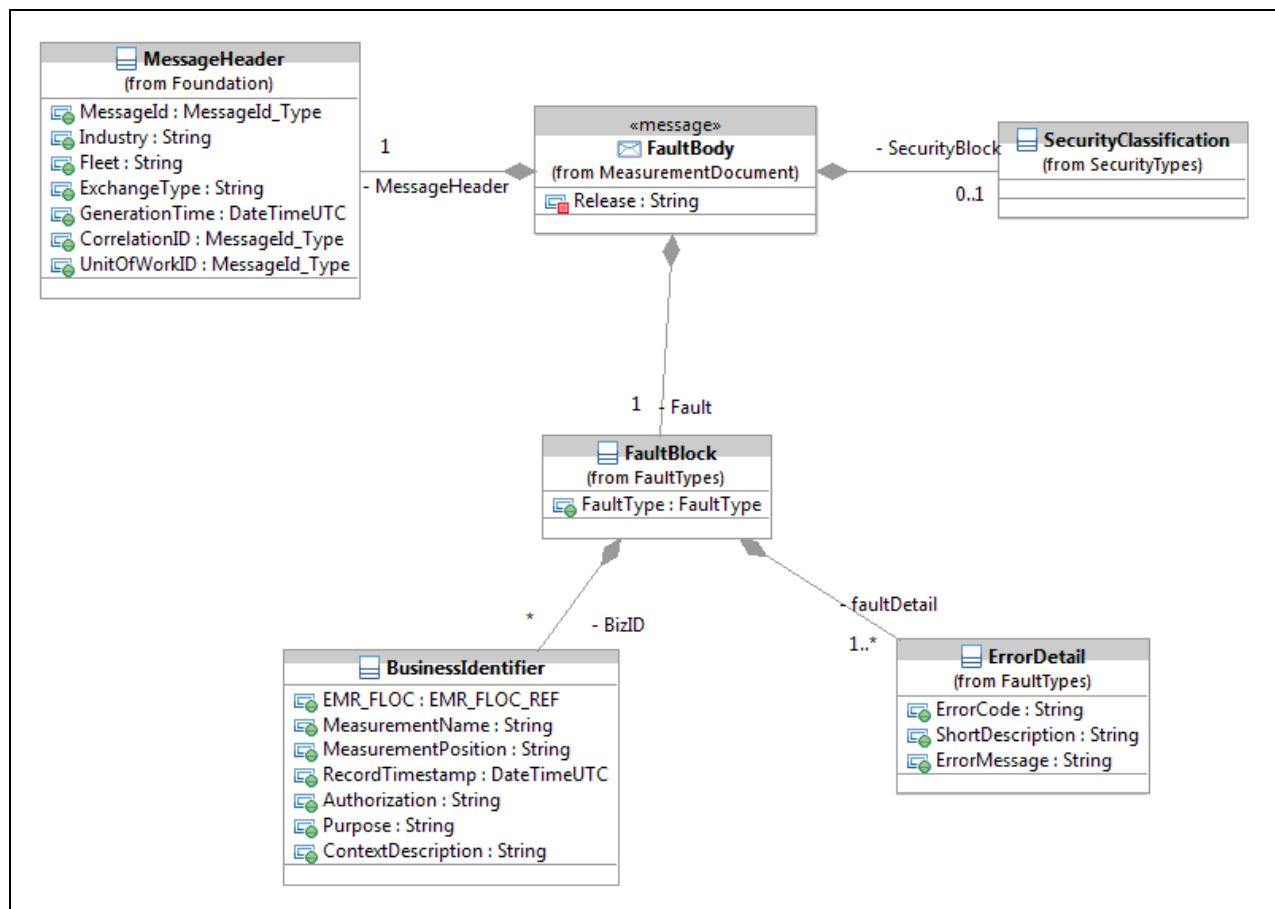 MessageHeader
(from Foundation)
MessageId : MessageId_Type
Industry : String
Fleet : String
ExchangeType : String
GenerationTime : DateTimeUTC
CorrelationID : MessageId_Type
UnitOfWorkID : MessageId_Type
1
- MessageHeader
«message»
FaultBody
(from MeasurementDocument)
Release : String
- SecurityBlock
0..1
SecurityClassification
(from SecurityTypes)
1
- Fault
FaultBlock
(from FaultTypes)
FaultType : FaultType
*
- BizID
- faultDetail
1..*
BusinessIdentifier
EMR_FLOC : EMR_FLOC_REF
MeasurementName : String
MeasurementPosition : String
RecordTimestamp : DateTimeUTC
Authorization : String
Purpose : String
ContextDescription : String
ErrorDetail
(from FaultTypes)
ErrorCode : String
ShortDescription : String
ErrorMessage : String